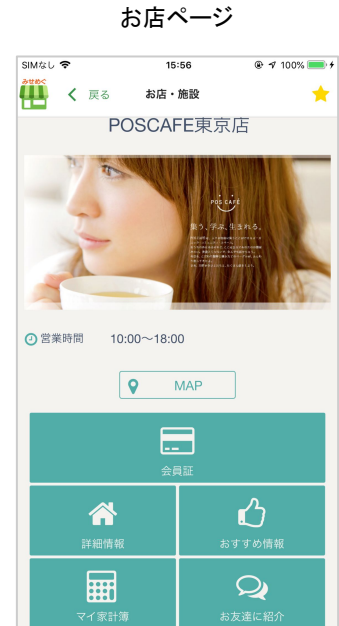 お店ページ
SIMなし 15:56 100%
みせめぐ
戻る お店・施設
POSCAFE東京店
POS CAFÉ
集う、学ぶ、生まれる。
営業時間 10:00〜18:00
MAP
会員証
詳細情報 おすすめ情報
マイ家計簿 お友達に紹介